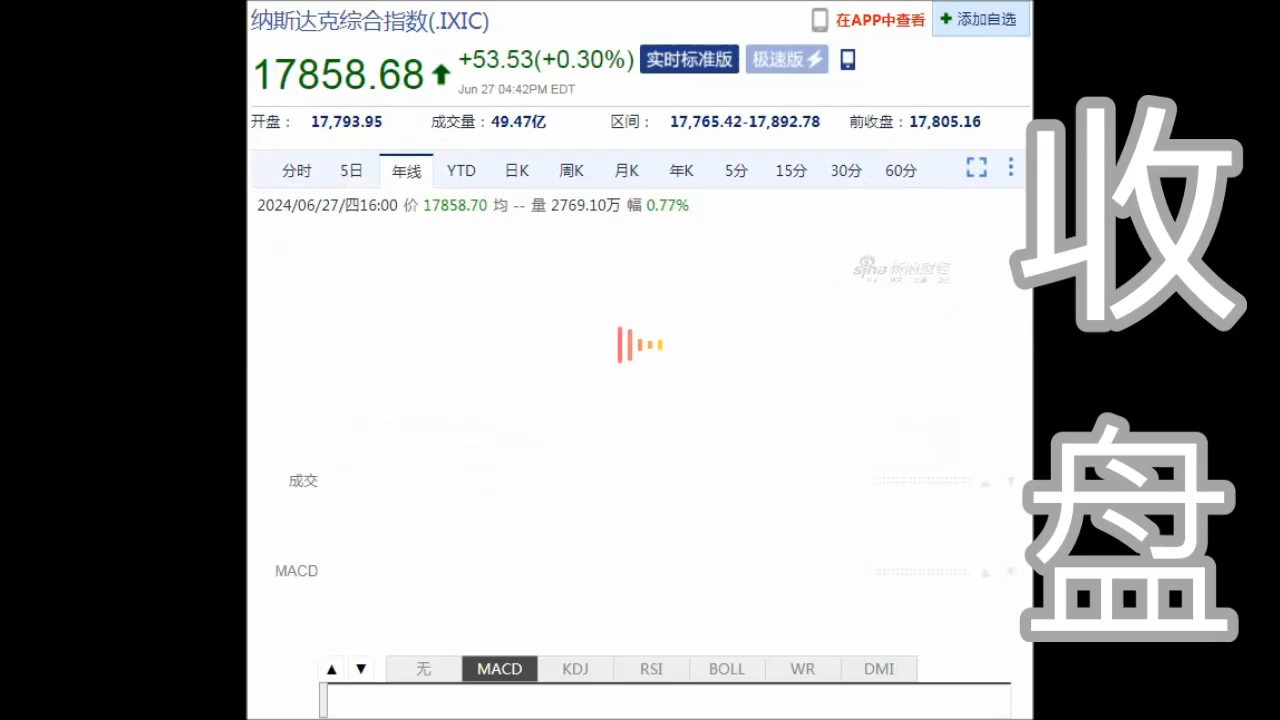 纳斯达克综合指数(.IXIC)
在APP中查看
添加自选
17858.68
+53.53(+0.30%)
实时标准版
极速版
Jun 27 04:42PM EDT
开盘： 17,793.95 成交量：49.47亿 区间： 17,765.42-17,892.78 前收盘：17,805.16
分时 5日 年线 YTD 日K 周K 月K 年K 5分 15分 30分 60分
2024/06/27/四16:00 价 17858.70 均 -- 量 2769.10万 幅 0.77%
sina 新浪财经
成交
MACD
▲ ▼ 无 MACD KDJ RSI BOLL WR DMI
收
盘